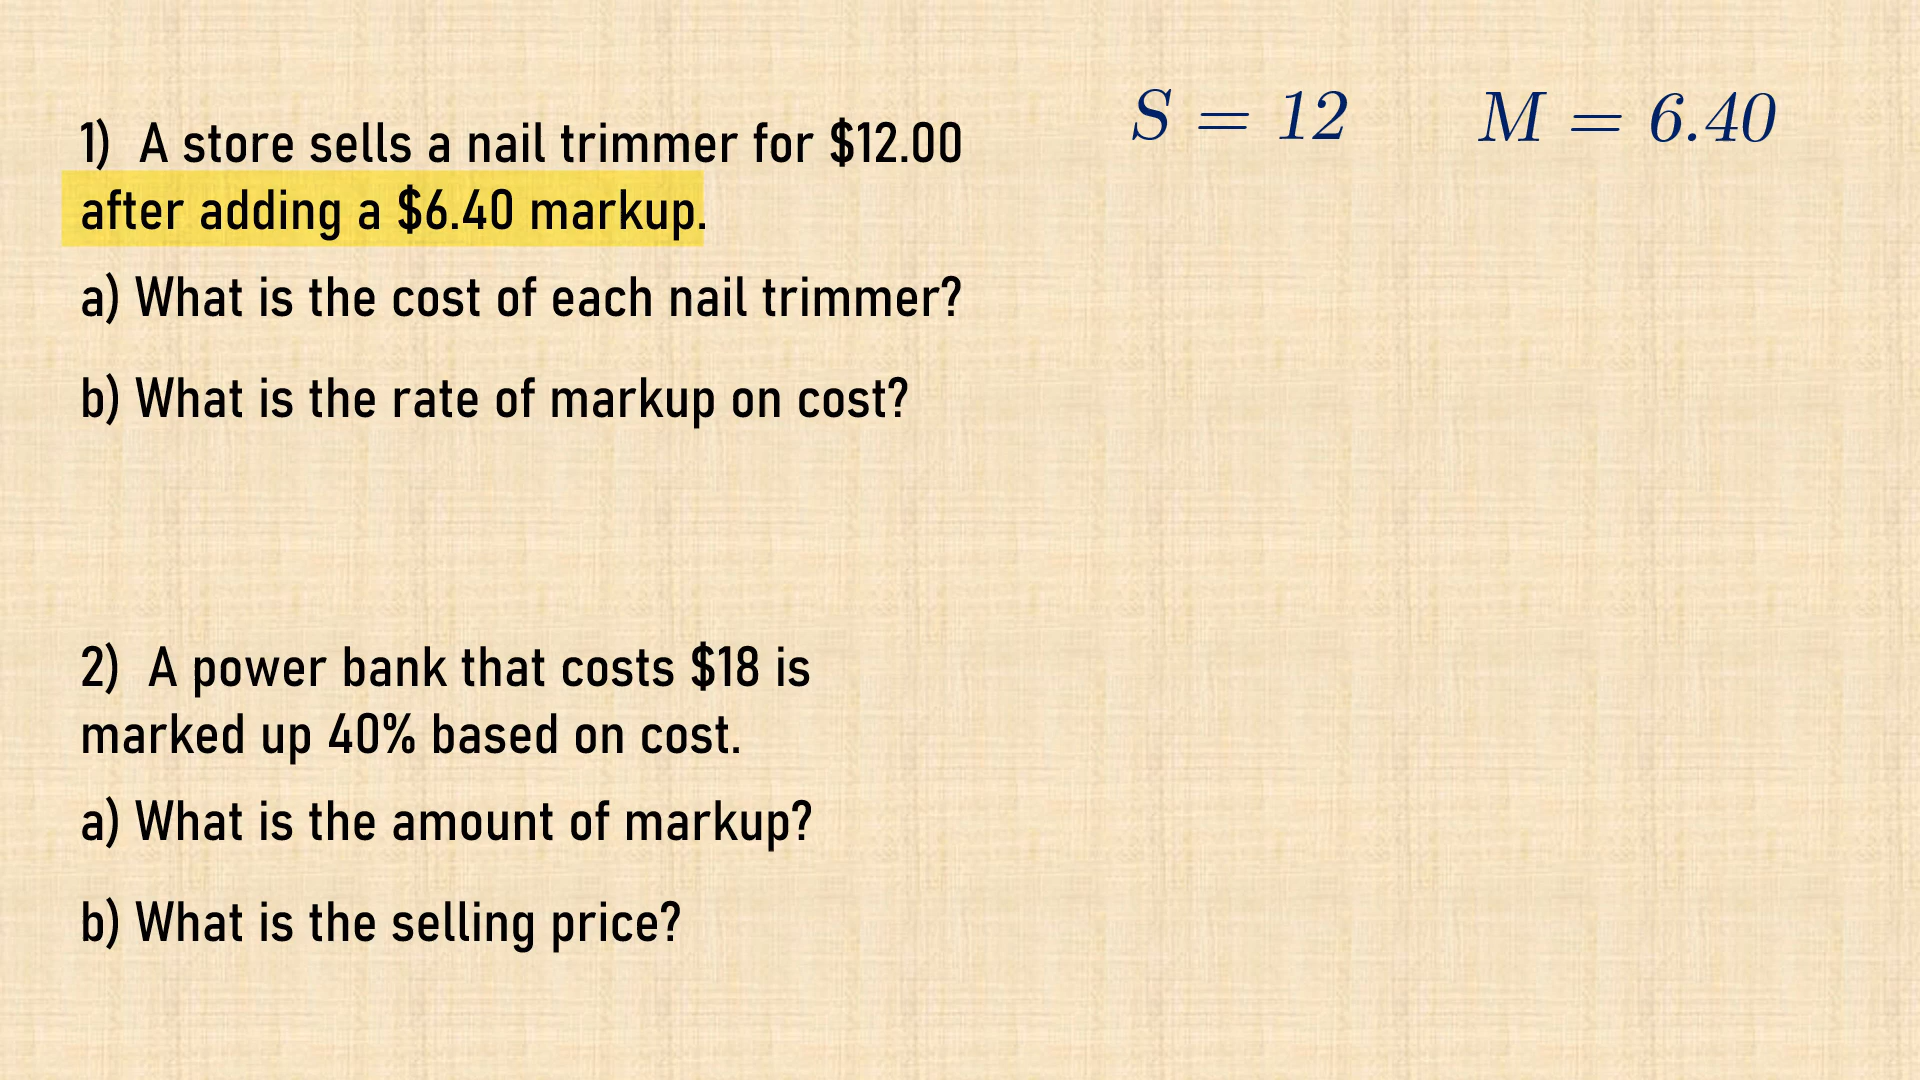 1) A store sells a nail trimmer for $12.00
after adding a $6.40 markup.
a) What is the cost of each nail trimmer?
b) What is the rate of markup on cost?
S = 12 M = 6.40
2) A power bank that costs $18 is
marked up 40% based on cost.
a) What is the amount of markup?
b) What is the selling price?